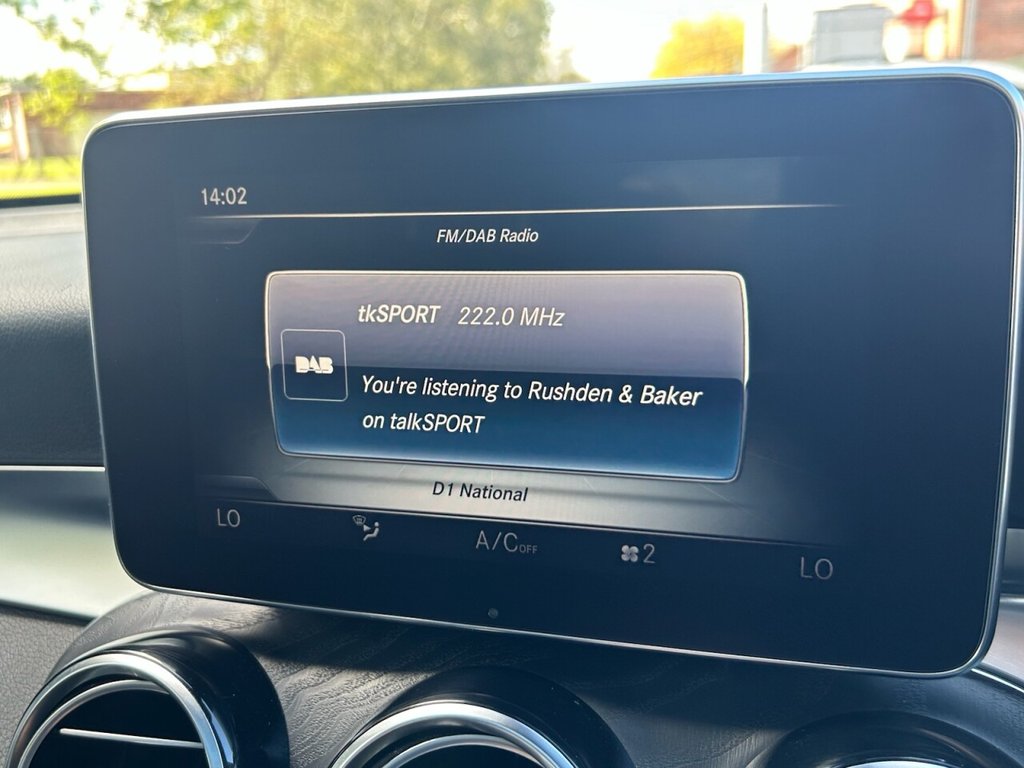 14:02
FM/DAB Radio
tkSPORT 222.0 MHz
DAB
You're listening to Rushden & Baker
on talkSPORT
D1 National
LO A/COFF 2 LO